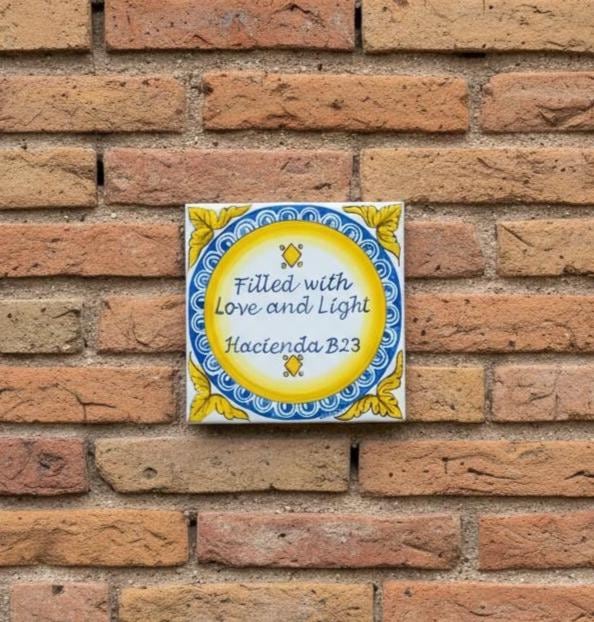 Filled with
Love and Light
Hacienda B23